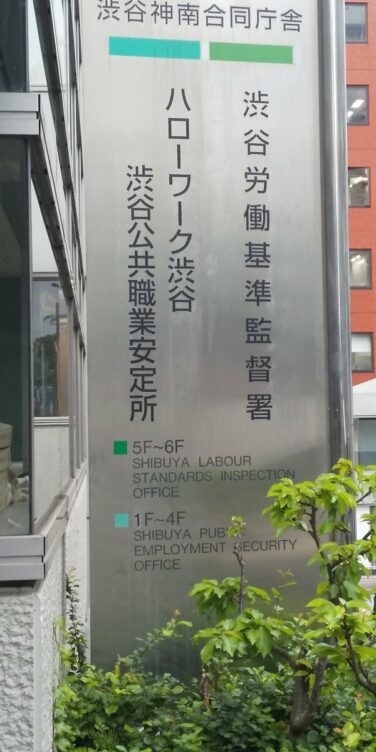 渋谷神南合同庁舎
渋谷労働基準監督署
ハローワーク渋谷
渋谷公共職業安定所
5F~6F
SHIBUYA LABOUR
STANDARDS INSPECTION
OFFICE
1F~4F
SHIBUYA PUBLIC
EMPLOYMENT SECURITY
OFFICE